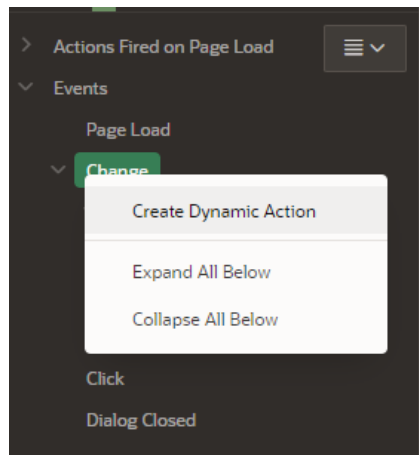 Actions Fired on Page Load
Events
Page Load
Change
Create Dynamic Action
Expand All Below
Collapse All Below
Click
Dialog Closed